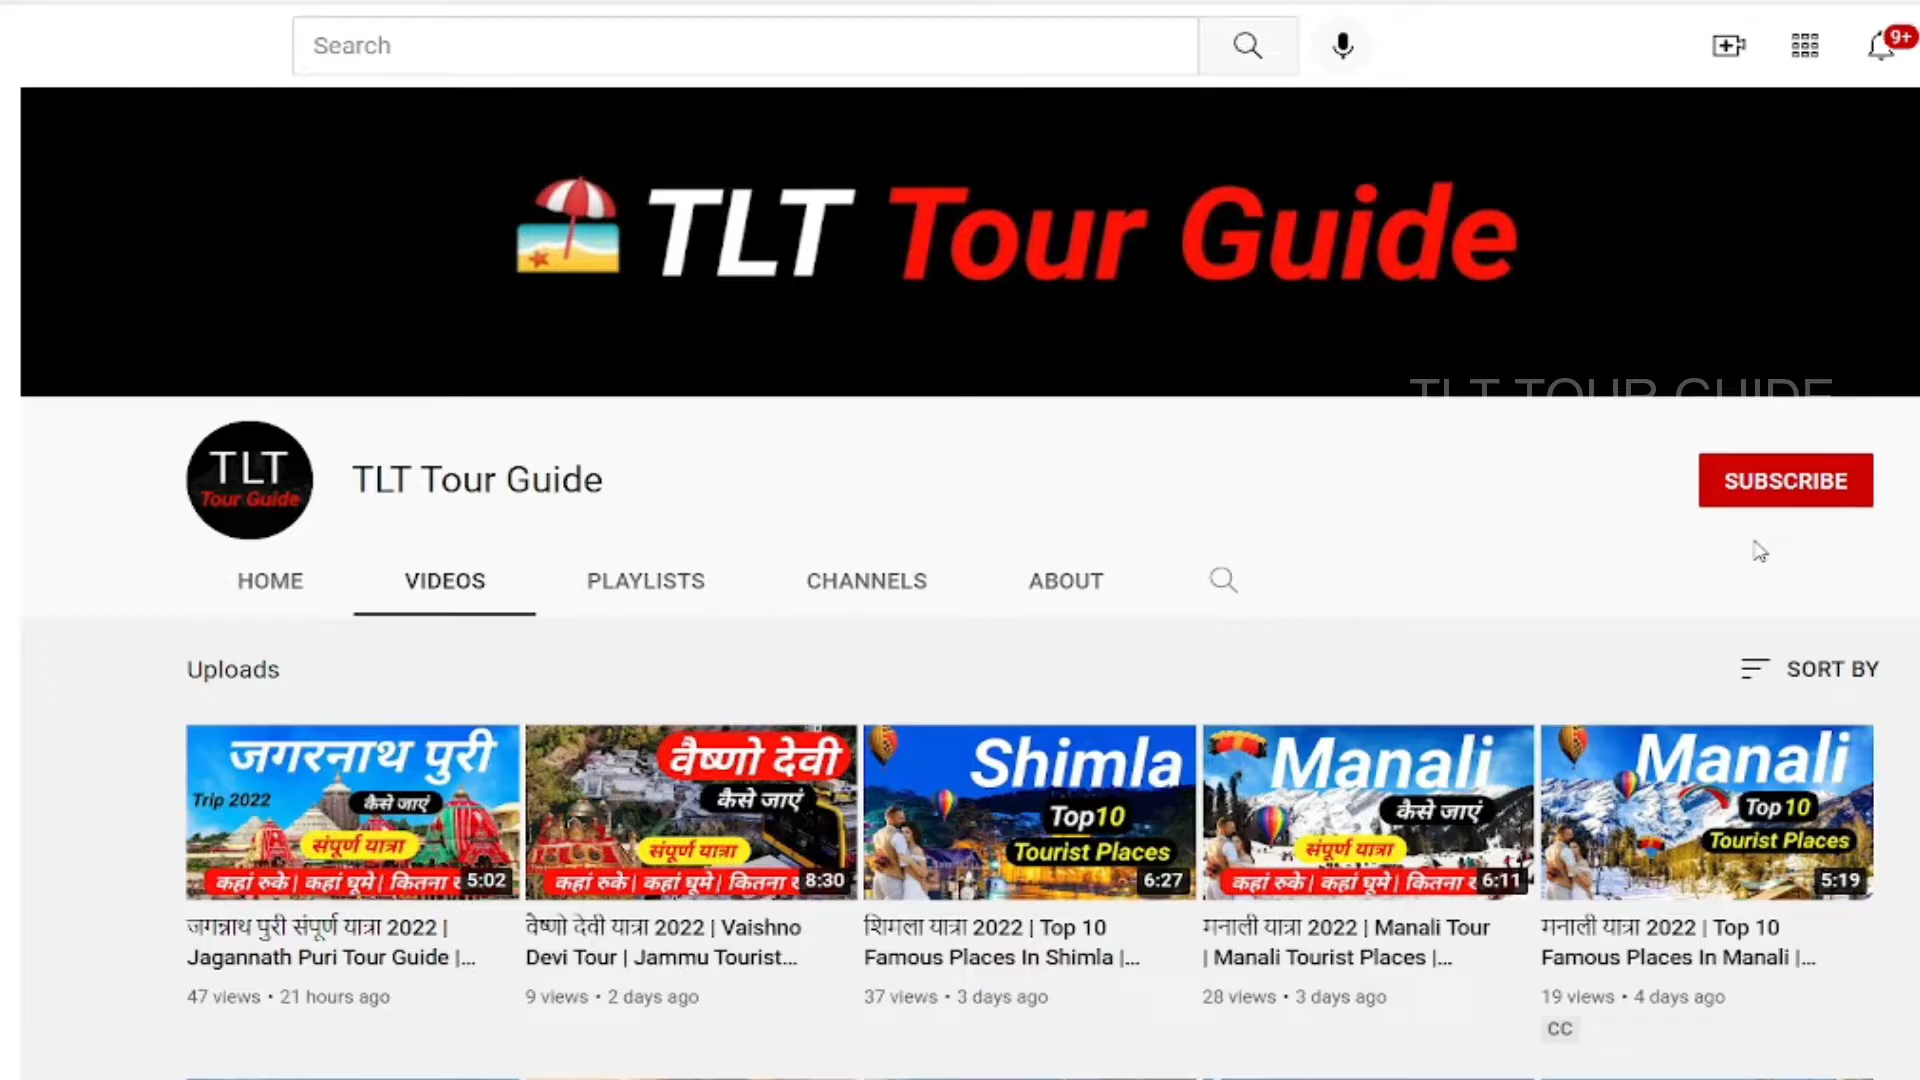 Search
9+
TLT Tour Guide
TLT TOUR GUIDE
TLT
Tour Guide
TLT Tour Guide
SUBSCRIBE
HOME
VIDEOS
PLAYLISTS
CHANNELS
ABOUT
Uploads
SORT BY
जगरनाथ पुरी
Trip 2022
कैसे जाएं
संपूर्ण यात्रा
कहां रुके | कहां घूमे | कितना
5:02
जगन्नाथ पुरी संपूर्ण यात्रा 2022 |
Jagannath Puri Tour Guide |...
47 views • 21 hours ago
वैष्णो देवी
कैसे जाएं
संपूर्ण यात्रा
कहां रुके | कहां घूमे | कितना
8:30
वेष्णो देवी यात्रा 2022 | Vaishno
Devi Tour | Jammu Tourist...
9 views • 2 days ago
Shimla
Top10
Tourist Places
6:27
शिमला यात्रा 2022 | Top 10
Famous Places In Shimla |...
37 views • 3 days ago
Manali
कैसे जाएं
संपूर्ण यात्रा
कहां रुके | कहां घूमे | कितना
6:11
मनाली यात्रा 2022 | Manali Tour
| Manali Tourist Places |...
28 views • 3 days ago
Manali
Top10
Tourist Places
5:19
मनाली यात्रा 2022 | Top 10
Famous Places In Manali |...
19 views • 4 days ago
CC